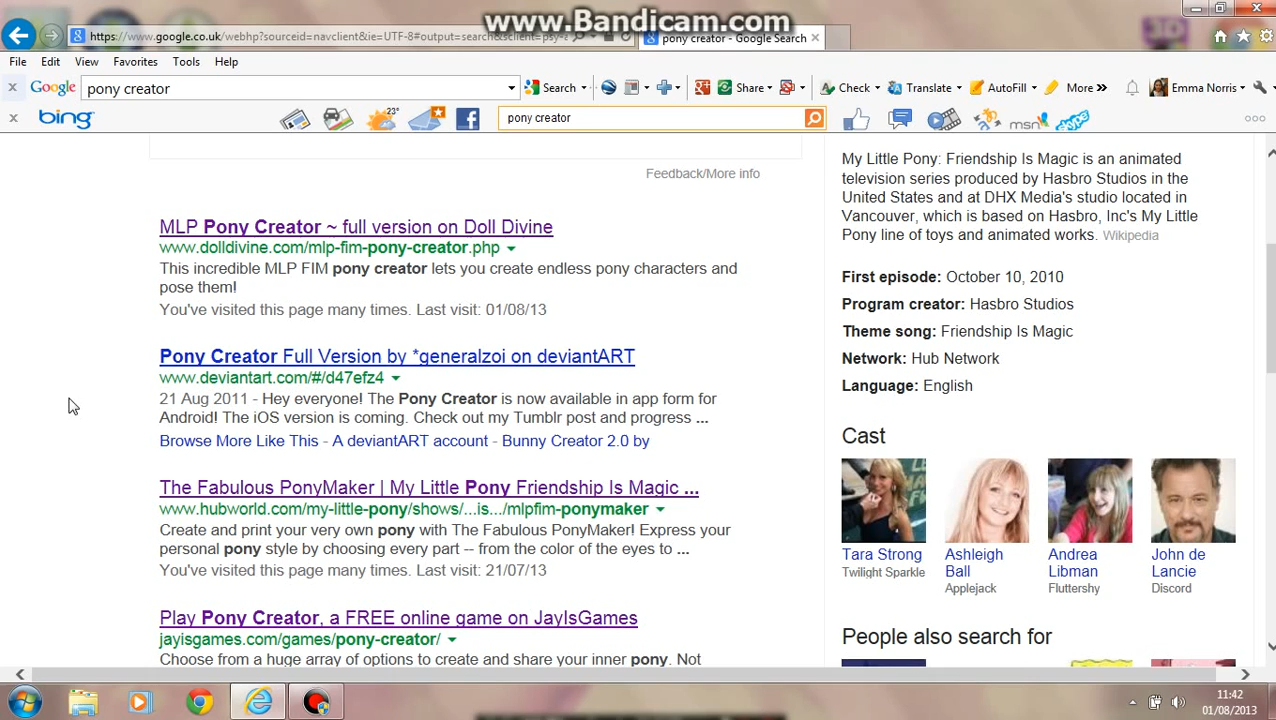 www.Bandicam.com
https://www.google.co.uk/webhp?sourceid=navclient&ie=UTF-8#output=search&sclient=psy-a
pony creator - Google Search
File Edit View Favorites Tools Help
Google pony creator Search Share Check Translate AutoFill More » Emma Norris
bing 23° pony creator msn skype
Feedback/More info
MLP Pony Creator ~ full version on Doll Divine
www.dolldivine.com/mlp-fim-pony-creator.php
This incredible MLP FIM pony creator lets you create endless pony characters and
pose them!
You've visited this page many times. Last visit: 01/08/13
Pony Creator Full Version by *generalzoi on deviantART
www.deviantart.com/#/d47efz4
21 Aug 2011 - Hey everyone! The Pony Creator is now available in app form for
Android! The iOS version is coming. Check out my Tumblr post and progress ...
Browse More Like This - A deviantART account - Bunny Creator 2.0 by
The Fabulous PonyMaker | My Little Pony Friendship Is Magic ...
www.hubworld.com/my-little-pony/shows/...is.../mlpfim-ponymaker
Create and print your very own pony with The Fabulous PonyMaker! Express your
personal pony style by choosing every part -- from the color of the eyes to ...
You've visited this page many times. Last visit: 21/07/13
Play Pony Creator, a FREE online game on JayIsGames
jayisgames.com/games/pony-creator/
Choose from a huge array of options to create and share your inner pony. Not
My Little Pony: Friendship Is Magic is an animated
television series produced by Hasbro Studios in the
United States and at DHX Media's studio located in
Vancouver, which is based on Hasbro, Inc's My Little
Pony line of toys and animated works. Wikipedia
First episode: October 10, 2010
Program creator: Hasbro Studios
Theme song: Friendship Is Magic
Network: Hub Network
Language: English
Cast
Tara Strong
Twilight Sparkle
Ashleigh
Ball
Applejack
Andrea
Libman
Fluttershy
John de
Lancie
Discord
People also search for
11:42
01/08/2013